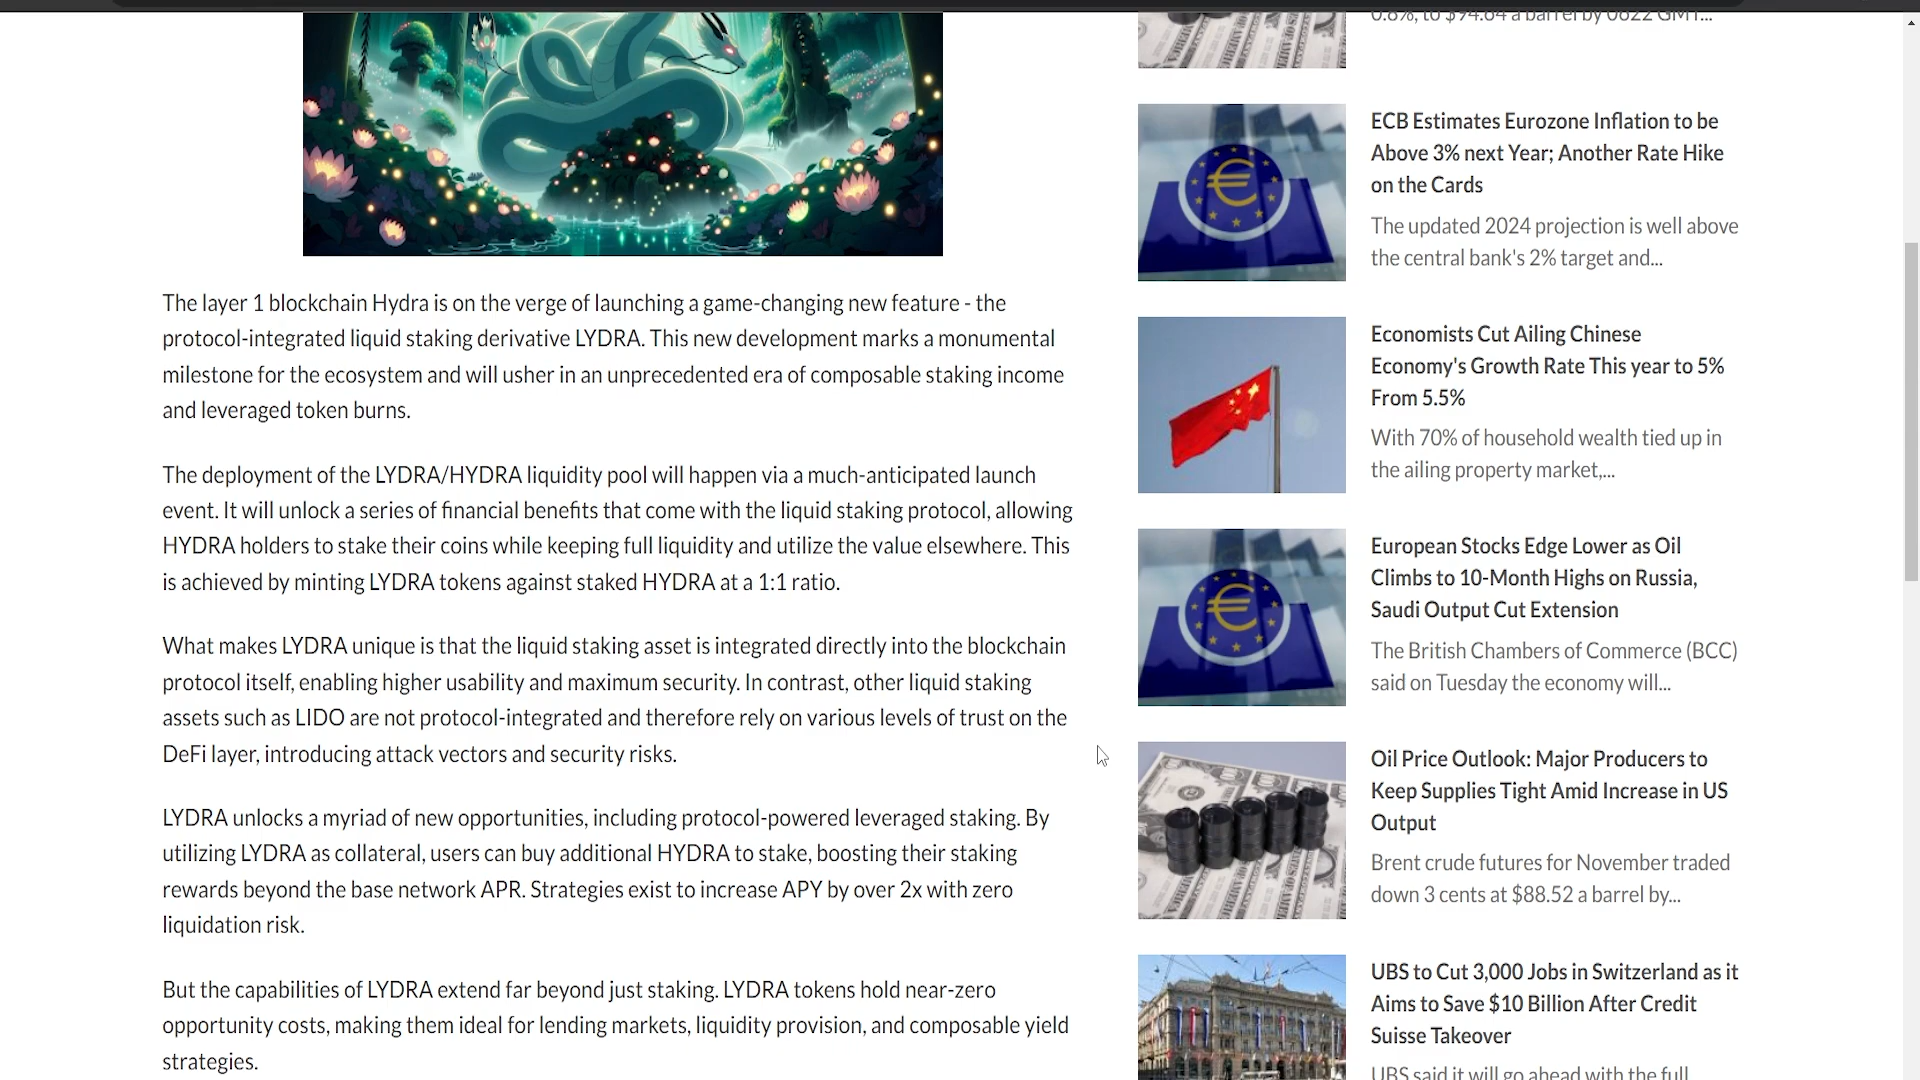 The layer 1 blockchain Hydra is on the verge of launching a game-changing new feature - the
protocol-integrated liquid staking derivative LYDRA. This new development marks a monumental
milestone for the ecosystem and will usher in an unprecedented era of composable staking income
and leveraged token burns.
The deployment of the LYDRA/HYDRA liquidity pool will happen via a much-anticipated launch
event. It will unlock a series of financial benefits that come with the liquid staking protocol, allowing
HYDRA holders to stake their coins while keeping full liquidity and utilize the value elsewhere. This
is achieved by minting LYDRA tokens against staked HYDRA at a 1:1 ratio.
What makes LYDRA unique is that the liquid staking asset is integrated directly into the blockchain
protocol itself, enabling higher usability and maximum security. In contrast, other liquid staking
assets such as LIDO are not protocol-integrated and therefore rely on various levels of trust on the
DeFi layer, introducing attack vectors and security risks.
LYDRA unlocks a myriad of new opportunities, including protocol-powered leveraged staking. By
utilizing LYDRA as collateral, users can buy additional HYDRA to stake, boosting their staking
rewards beyond the base network APR. Strategies exist to increase APY by over 2x with zero
liquidation risk.
But the capabilities of LYDRA extend far beyond just staking. LYDRA tokens hold near-zero
opportunity costs, making them ideal for lending markets, liquidity provision, and composable yield
strategies.
0.8%, to $94.64 a barrel by 0622 GMT...
ECB Estimates Eurozone Inflation to be
Above 3% next Year; Another Rate Hike
on the Cards
The updated 2024 projection is well above
the central bank's 2% target and...
Economists Cut Ailing Chinese
Economy's Growth Rate This year to 5%
From 5.5%
With 70% of household wealth tied up in
the ailing property market,...
European Stocks Edge Lower as Oil
Climbs to 10-Month Highs on Russia,
Saudi Output Cut Extension
The British Chambers of Commerce (BCC)
said on Tuesday the economy will...
Oil Price Outlook: Major Producers to
Keep Supplies Tight Amid Increase in US
Output
Brent crude futures for November traded
down 3 cents at $88.52 a barrel by...
UBS to Cut 3,000 Jobs in Switzerland as it
Aims to Save $10 Billion After Credit
Suisse Takeover
UBS said it will go ahead with the full